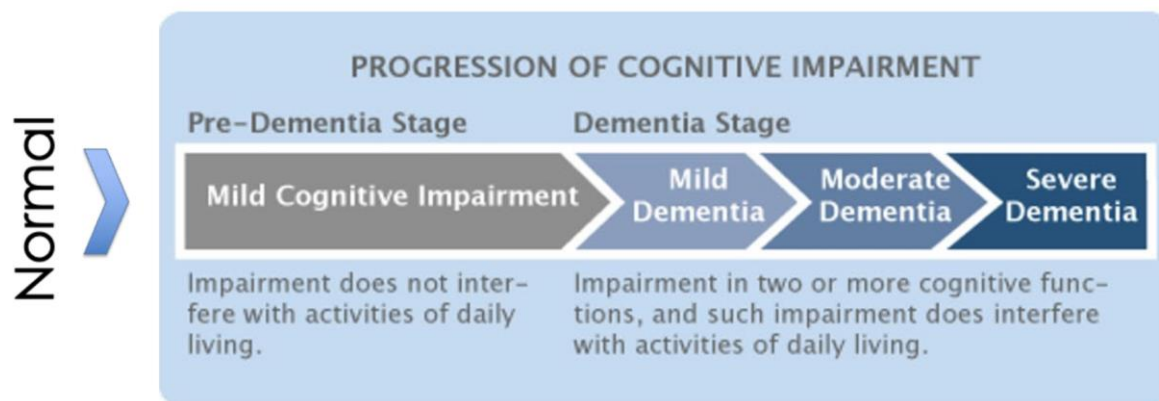 Normal
PROGRESSION OF COGNITIVE IMPAIRMENT
Pre-Dementia Stage
Dementia Stage
Mild Cognitive Impairment
Mild
Dementia
Moderate
Dementia
Severe
Dementia
Impairment does not inter-
fere with activities of daily
living.
Impairment in two or more cognitive func-
tions, and such impairment does interfere
with activities of daily living.